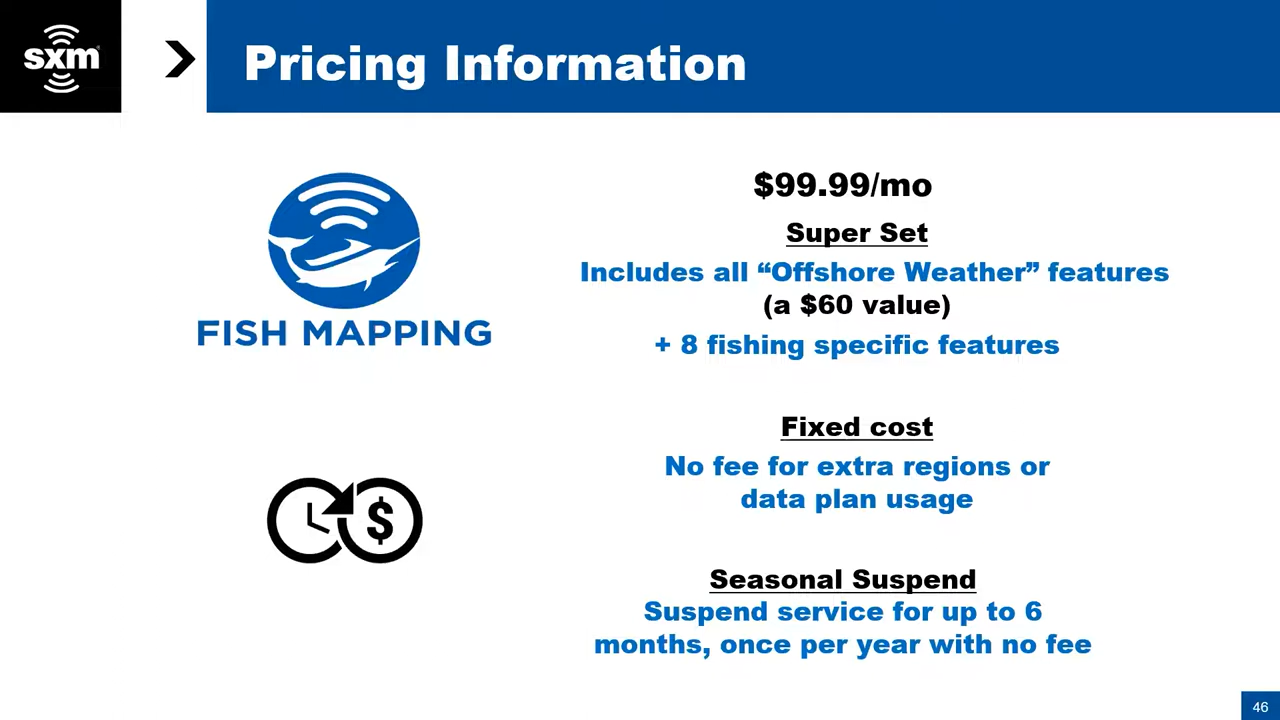 sxm
Pricing Information
FISH MAPPING
$99.99/mo
Super Set
Includes all “Offshore Weather” features
(a $60 value)
+ 8 fishing specific features
Fixed cost
No fee for extra regions or
data plan usage
$
Seasonal Suspend
Suspend service for up to 6
months, once per year with no fee
46